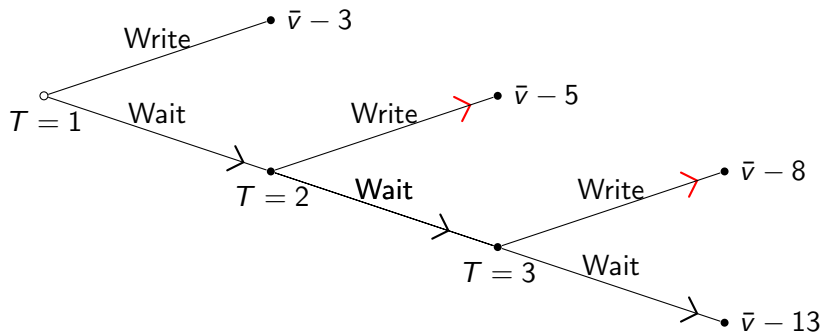 v̄ − 3
Write
T = 1
Wait
Write
v̄ − 5
T = 2
Wait
Write
v̄ − 8
T = 3
Wait
v̄ − 13